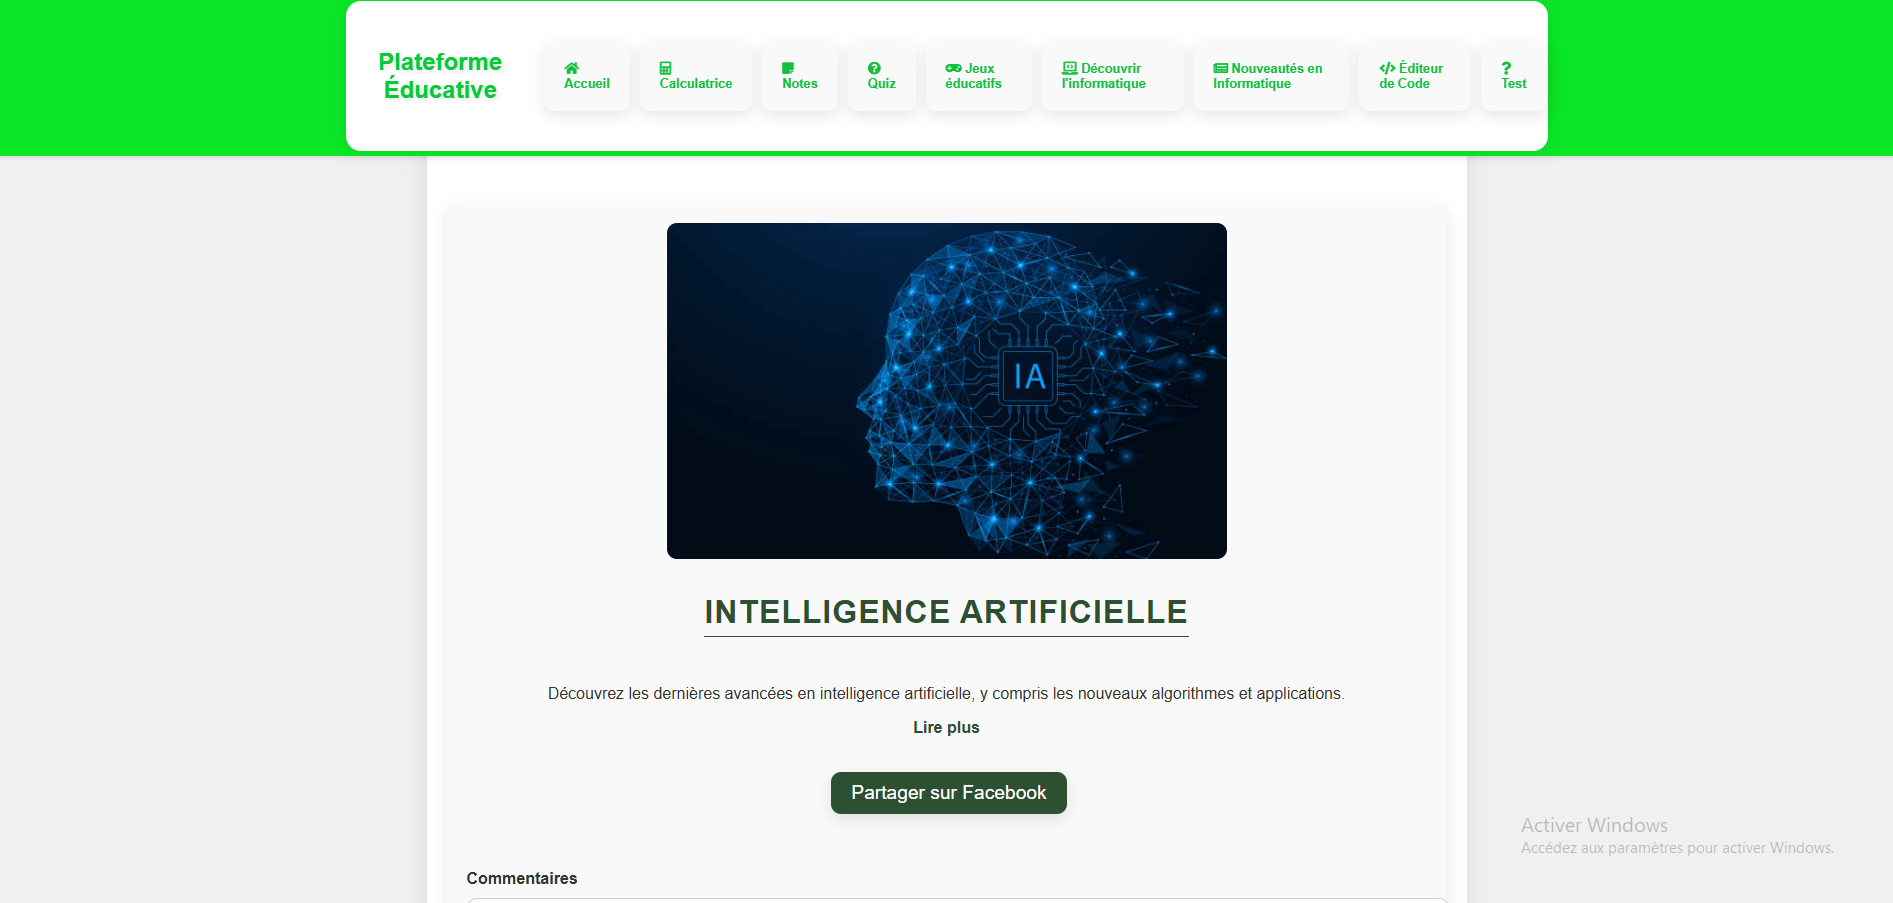 Plateforme
Éducative
Accueil
Calculatrice
Notes
Quiz
Jeux
éducatifs
Découvrir
l'informatique
Nouveautés en
Informatique
Éditeur
de Code
Test
IA
INTELLIGENCE ARTIFICIELLE
Découvrez les dernières avancées en intelligence artificielle, y compris les nouveaux algorithmes et applications.
Lire plus
Partager sur Facebook
Activer Windows
Accédez aux paramètres pour activer Windows.
Commentaires